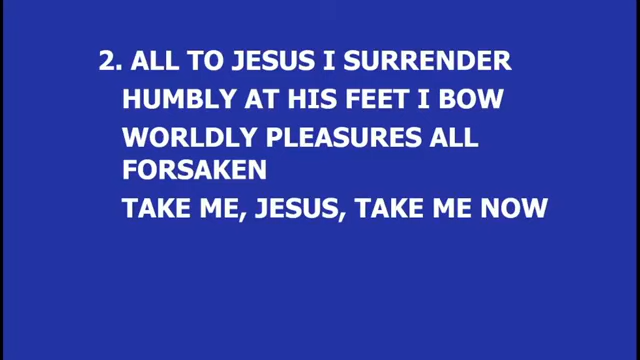 2. ALL TO JESUS I SURRENDER
HUMBLY AT HIS FEET I BOW
WORLDLY PLEASURES ALL
FORSAKEN
TAKE ME, JESUS, TAKE ME NOW